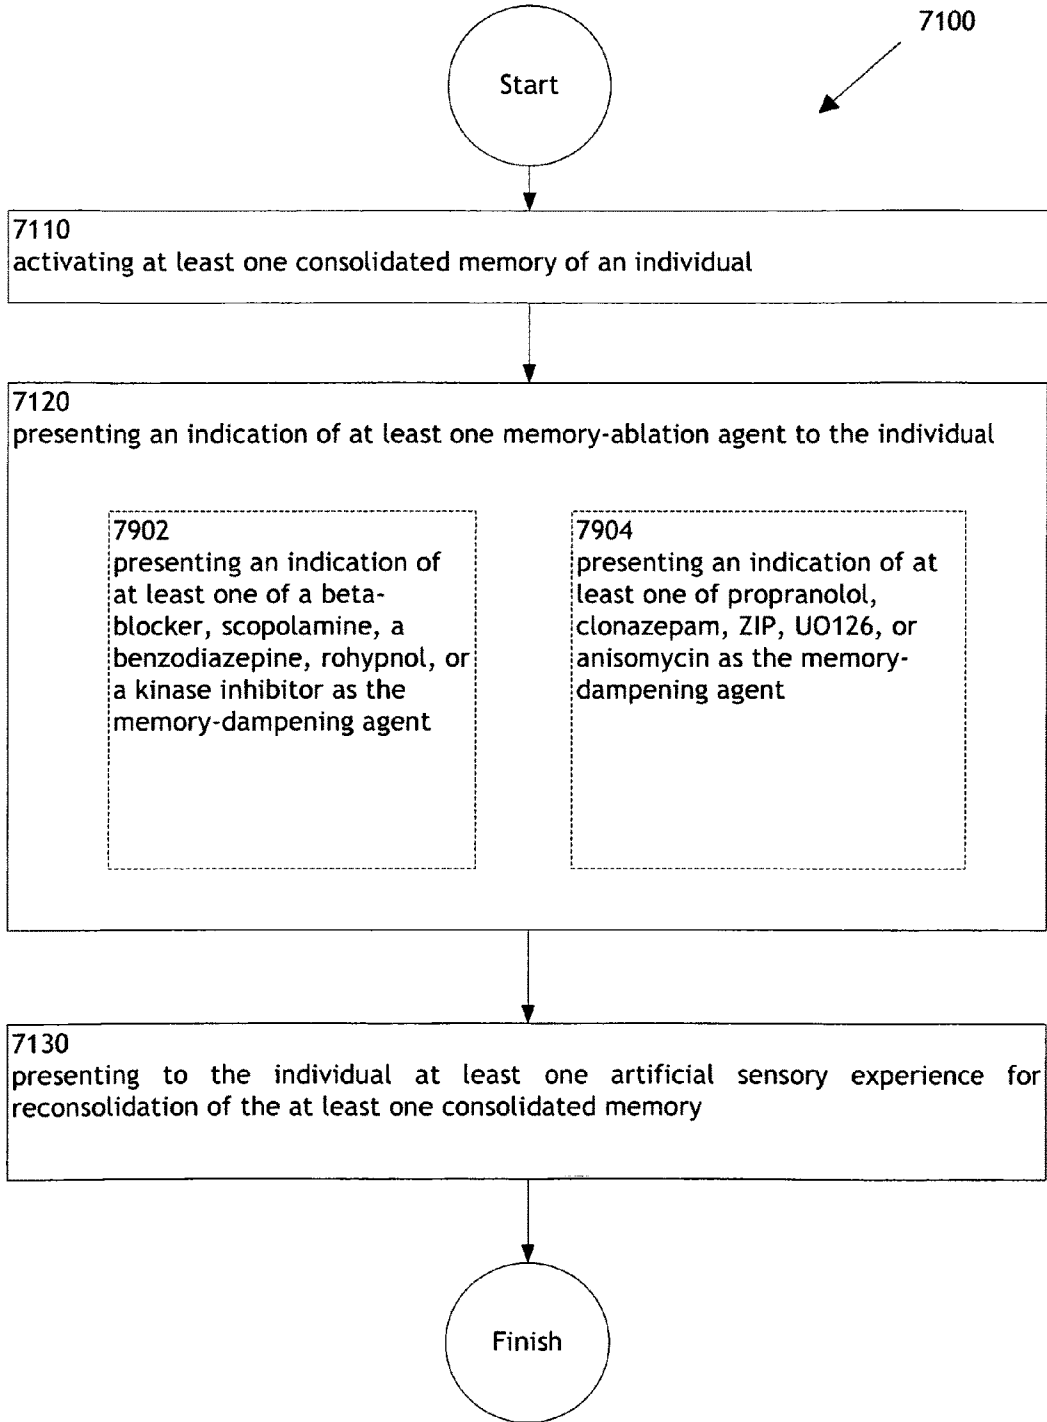 7100
Start
7110
activating at least one consolidated memory of an individual
7120
presenting an indication of at least one memory-ablation agent to the individual
7902
presenting an indication of
at least one of a beta-
blocker, scopolamine, a
benzodiazepine, rohypnol, or
a kinase inhibitor as the
memory-dampening agent
7904
presenting an indication of at
least one of propranolol,
clonazepam, ZIP, UO126, or
anisomycin as the memory-
dampening agent
7130
presenting to the individual at least one artificial sensory experience for
reconsolidation of the at least one consolidated memory
Finish